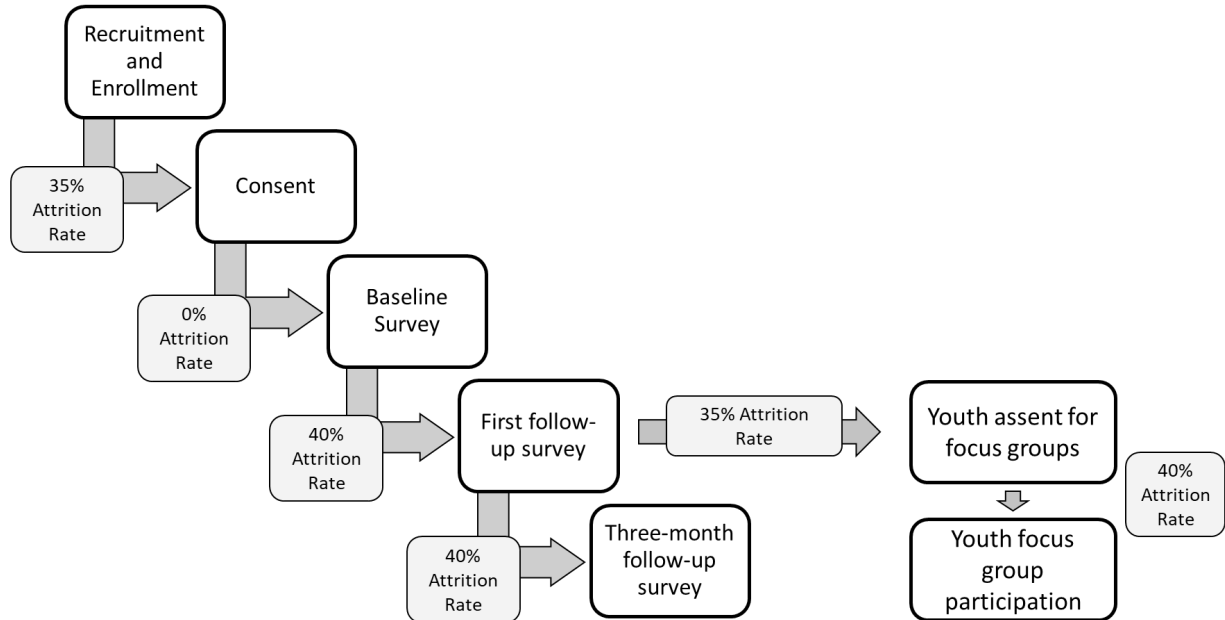 Recruitment
and
Enrollment
35%
Attrition
Rate
Consent
0%
Attrition
Rate
Baseline
Survey
40%
Attrition
Rate
First follow-
up survey
35% Attrition
Rate
Youth assent for
focus groups
40%
Attrition
Rate
40%
Attrition
Rate
Three-month
follow-up
survey
Youth focus
group
participation